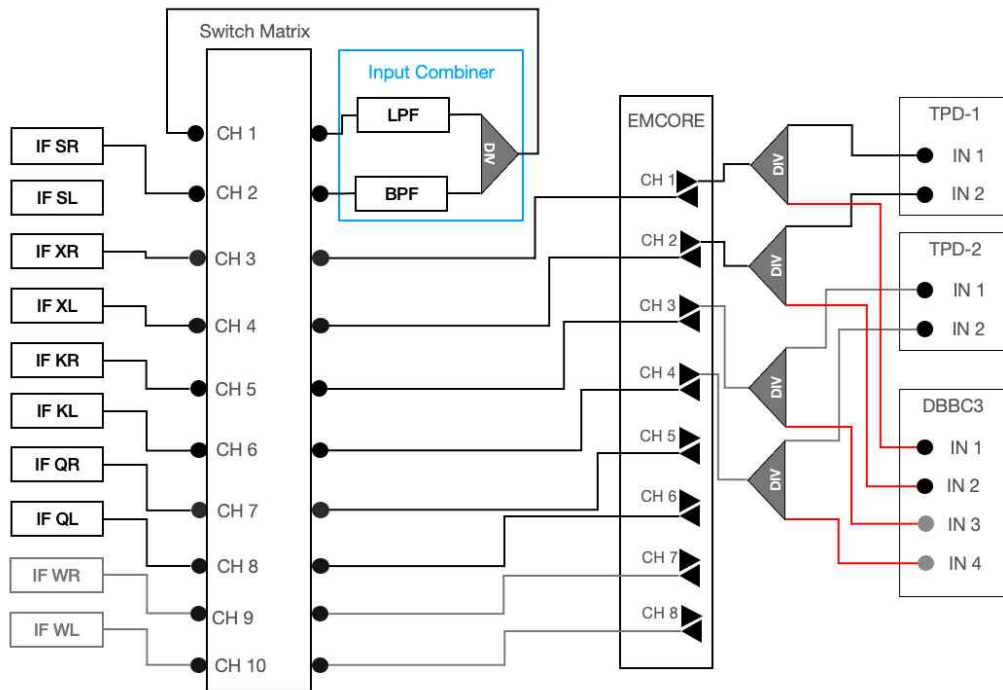 Switch Matrix
Input Combiner
LPF
BPF
DIV
IF SR
IF SL
IF XR
IF XL
IF KR
IF KL
IF QR
IF QL
IF WR
IF WL
CH 1
CH 2
CH 3
CH 4
CH 5
CH 6
CH 7
CH 8
CH 9
CH 10
EMCORE
CH 1
CH 2
CH 3
CH 4
CH 5
CH 6
CH 7
CH 8
DIV
DIV
DIV
DIV
TPD-1
IN 1
IN 2
TPD-2
IN 1
IN 2
DBBC3
IN 1
IN 2
IN 3
IN 4